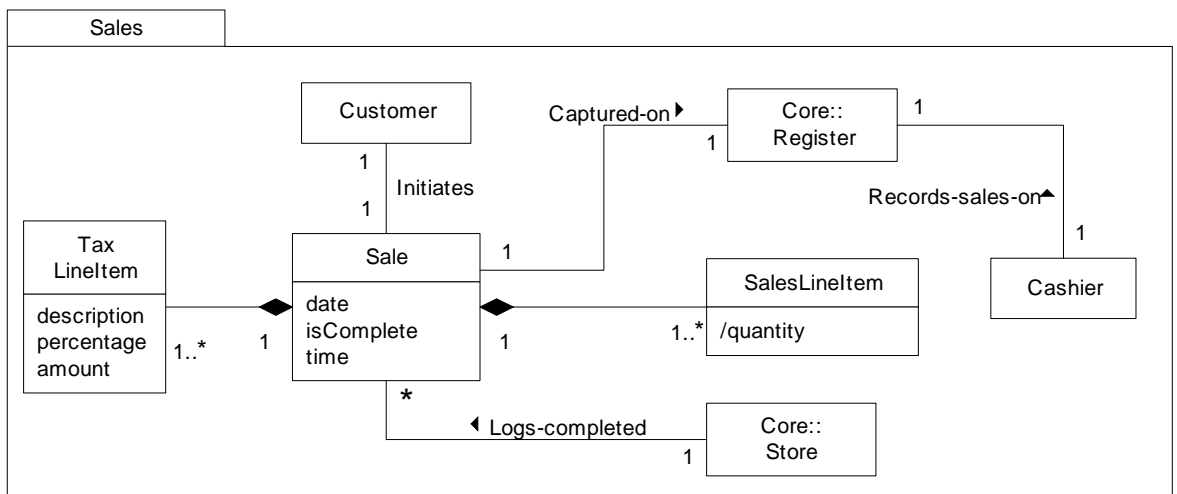 Sales
Customer
1
Initiates
1
Captured-on
1
Core::
Register
1
Records-sales-on
1
Cashier
Tax
LineItem
description
percentage
amount
1..*
1
Sale
date
isComplete
time
1
1
1..*
SalesLineItem
/quantity
*
Logs-completed
1
Core::
Store